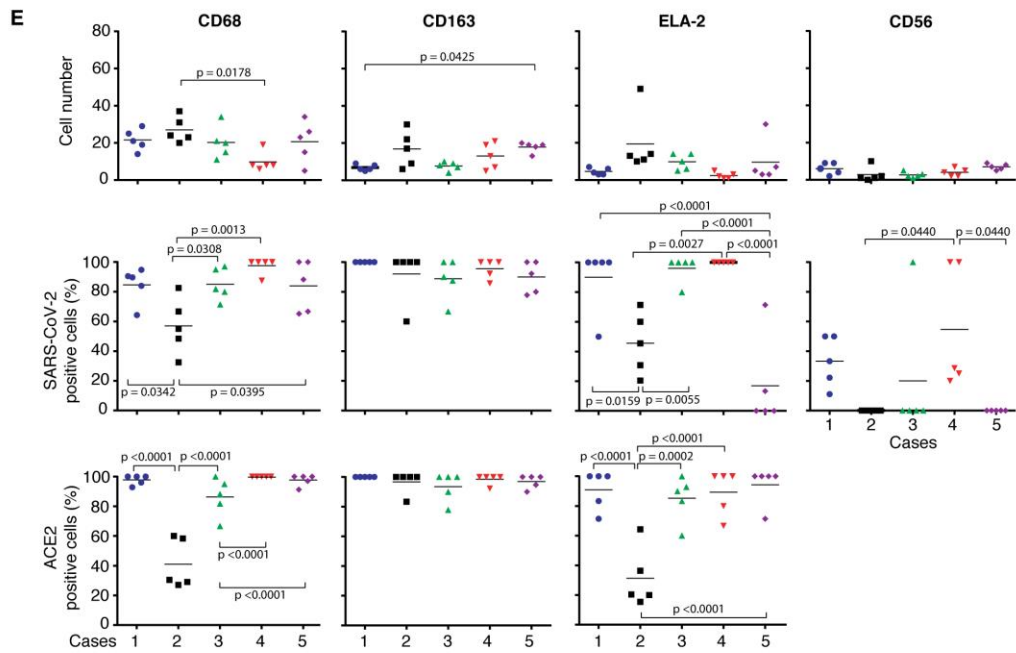 E
CD68 CD163 ELA-2 CD56
Cell number
80
60
40
20
0
p = 0.0178
p = 0.0425
SARS-CoV-2
positive cells (%)
100
80
60
40
20
0
p = 0.0013
p = 0.0308
p = 0.0342 p = 0.0395
p <0.0001
p <0.0001
p = 0.0027 p <0.0001
p = 0.0159 p = 0.0055
p = 0.0440 p = 0.0440
1 2 3 4 5
Cases
ACE2
positive cells (%)
100
80
60
40
20
0
p <0.0001 p <0.0001
p <0.0001
p <0.0001
p <0.0001
p <0.0001 p = 0.0002
p <0.0001
Cases 1 2 3 4 5 1 2 3 4 5 1 2 3 4 5